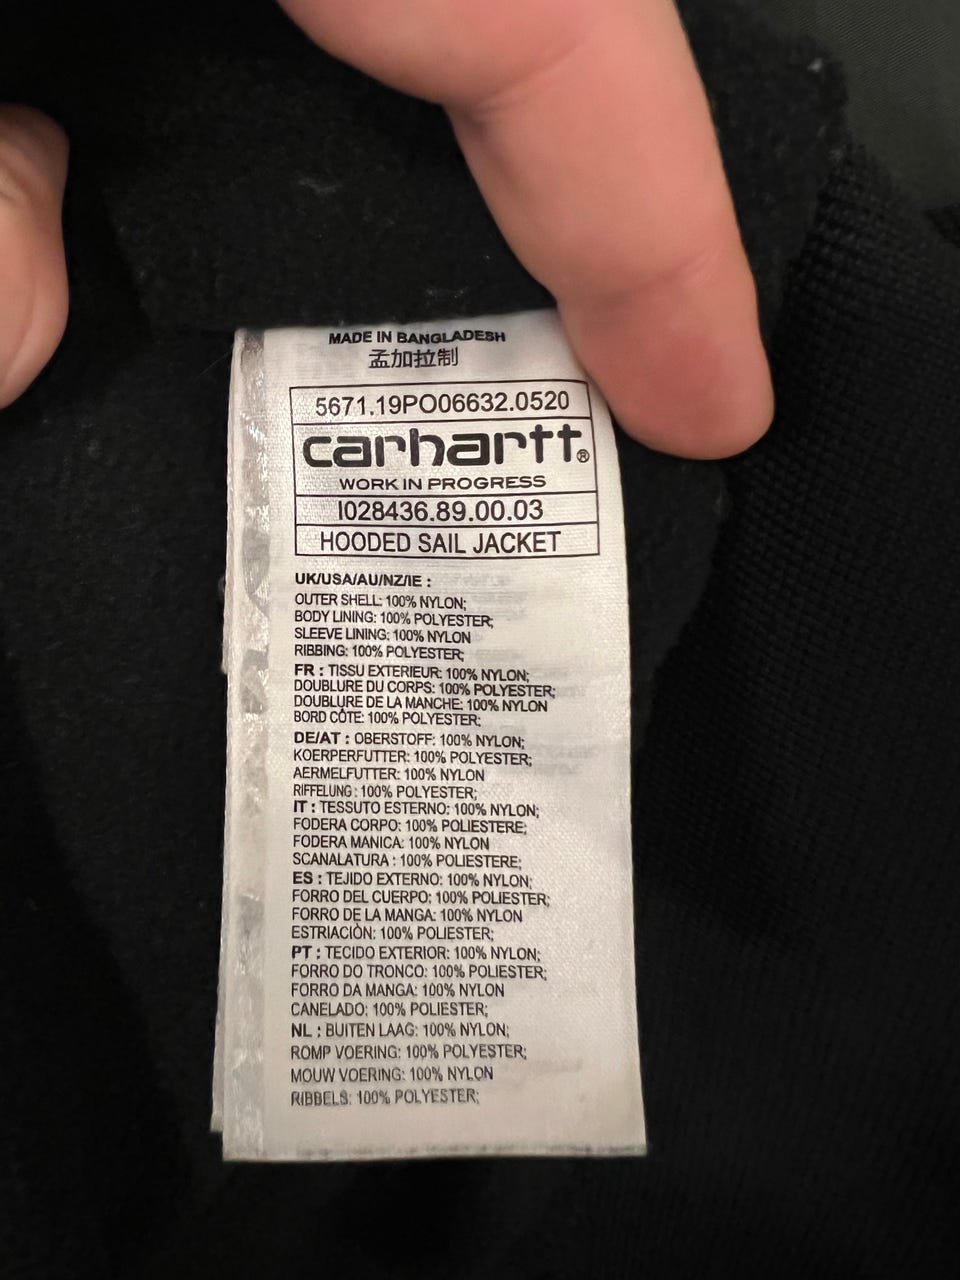 MADE IN BANGLADESH
孟加拉制
5671.19PO06632.0520
carhartt®
WORK IN PROGRESS
I028436.89.00.03
HOODED SAIL JACKET
UK/USA/AU/NZ/IE :
OUTER SHELL: 100% NYLON;
BODY LINING: 100% POLYESTER;
SLEEVE LINING: 100% NYLON
RIBBING: 100% POLYESTER;
FR : TISSU EXTERIEUR: 100% NYLON;
DOUBLURE DU CORPS: 100% POLYESTER;
DOUBLURE DE LA MANCHE: 100% NYLON
BORD CÔTE: 100% POLYESTER;
DE/AT : OBERSTOFF: 100% NYLON;
KOERPERFUTTER: 100% POLYESTER;
AERMELFUTTER: 100% NYLON
RIFFELUNG: 100% POLYESTER;
IT : TESSUTO ESTERNO: 100% NYLON;
FODERA CORPO: 100% POLIESTERE;
FODERA MANICA: 100% NYLON
SCANALATURA : 100% POLIESTERE;
ES : TEJIDO EXTERNO: 100% NYLON;
FORRO DEL CUERPO: 100% POLIESTER;
FORRO DE LA MANGA: 100% NYLON
ESTRIACIÒN: 100% POLIESTER;
PT : TECIDO EXTERIOR: 100% NYLON;
FORRO DO TRONCO: 100% POLIESTER;
FORRO DA MANGA: 100% NYLON
CANELADO: 100% POLIESTER;
NL : BUITEN LAAG: 100% NYLON;
ROMP VOERING: 100% POLYESTER;
MOUW VOERING: 100% NYLON
RIBBELS: 100% POLYESTER;